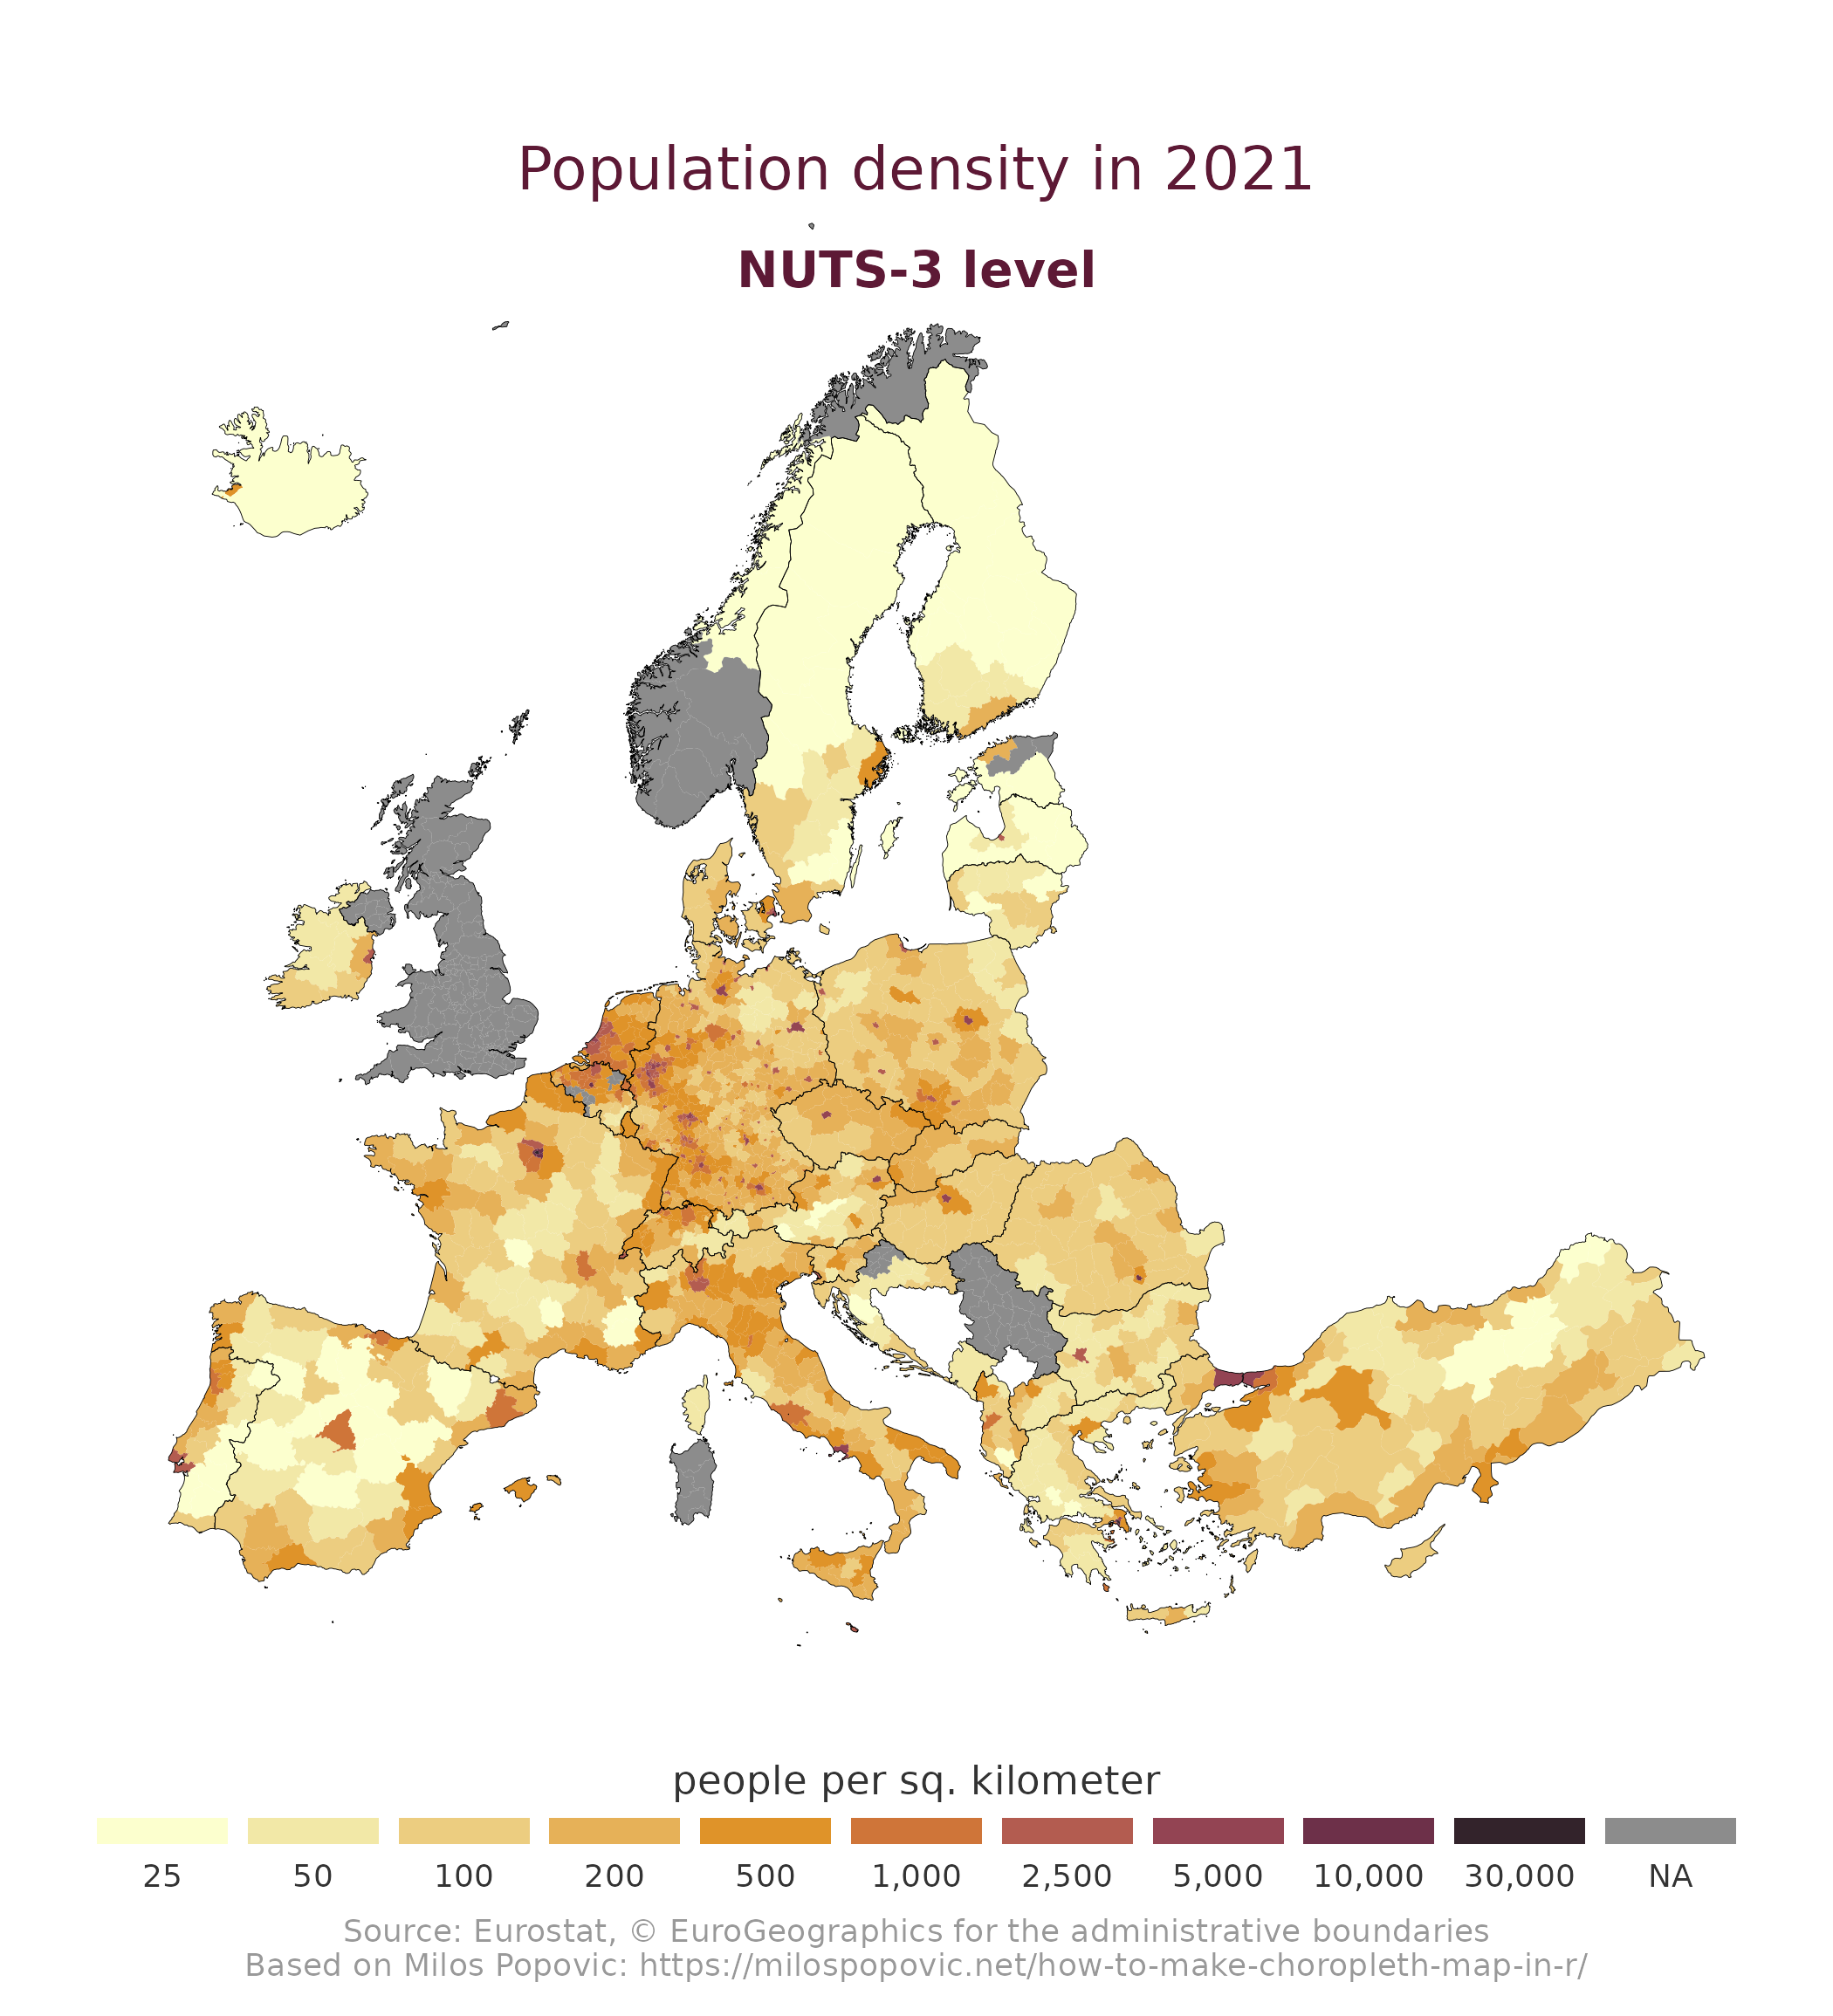 Population density in 2021
NUTS-3 level
people per sq. kilometer
25 50 100 200 500 1,000 2,500 5,000 10,000 30,000 NA
Source: Eurostat, © EuroGeographics for the administrative boundaries
Based on Milos Popovic: https://milospopovic.net/how-to-make-choropleth-map-in-r/